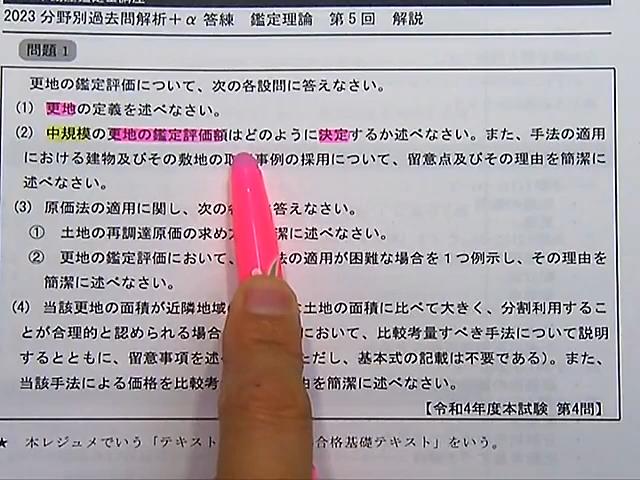 2023 分野別過去問解析＋α 答練　鑑定理論　第５回　解説
問題１
更地の鑑定評価について、次の各設問に答えなさい。
(1) 更地の定義を述べなさい。
(2) 中規模の更地の鑑定評価額はどのように決定するか述べなさい。また、手法の適用
における建物及びその敷地の取 事例の採用について、留意点及びその理由を簡潔に
述べなさい。
(3) 原価法の適用に関し、次の各 答えなさい。
① 土地の再調達原価の求め 潔に述べなさい。
② 更地の鑑定評価において、 法の適用が困難な場合を１つ例示し、その理由を
簡潔に述べなさい。
(4) 当該更地の面積が近隣地域 な土地の面積に比べて大きく、分割利用するこ
とが合理的と認められる場合 において、比較考量すべき手法について説明
するとともに、留意事項を述 ただし、基本式の記載は不要である）。また、
当該手法による価格を比較考 由を簡潔に述べなさい。
【令和4年度本試験 第4問】
★ 本レジュメでいう「テキスト 合格基礎テキスト」をいう。